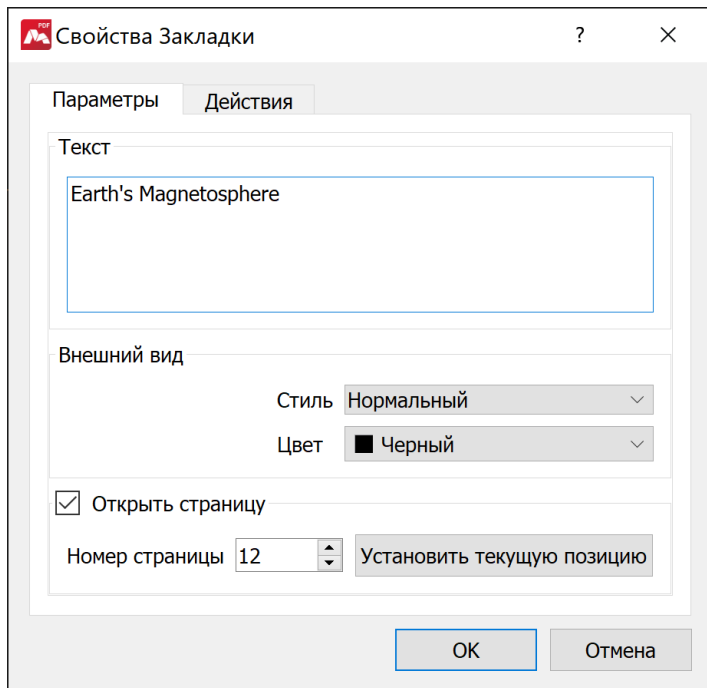 PDF
Свойства Закладки ?
Параметры Действия
Текст
Earth's Magnetosphere
Внешний вид
Стиль Нормальный
Цвет Черный
Открыть страницу
Номер страницы 12 Установить текущую позицию
OK Отмена